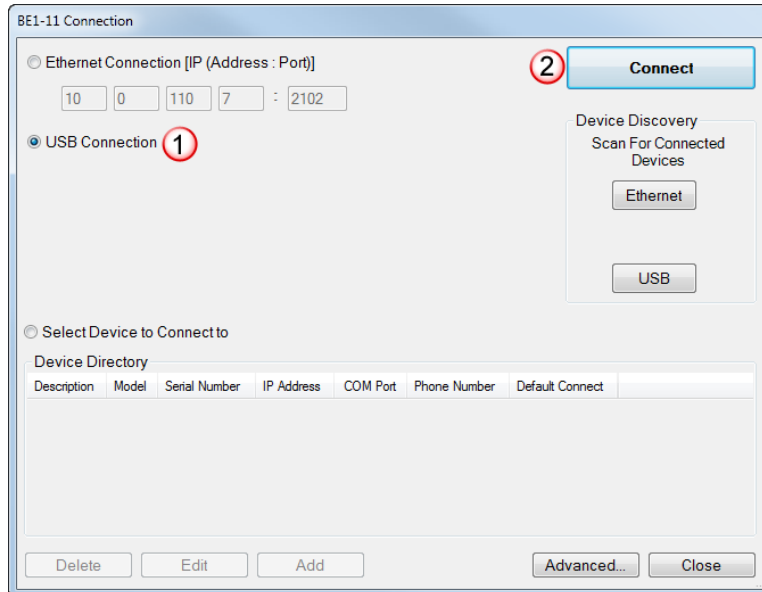 BE1-11 Connection
Ethernet Connection [IP (Address : Port)]
10 0 110 7 : 2102
2
Connect
USB Connection 1
Device Discovery
Scan For Connected
Devices
Ethernet
USB
Select Device to Connect to
Device Directory
Description Model Serial Number IP Address COM Port Phone Number Default Connect
Delete Edit Add Advanced... Close